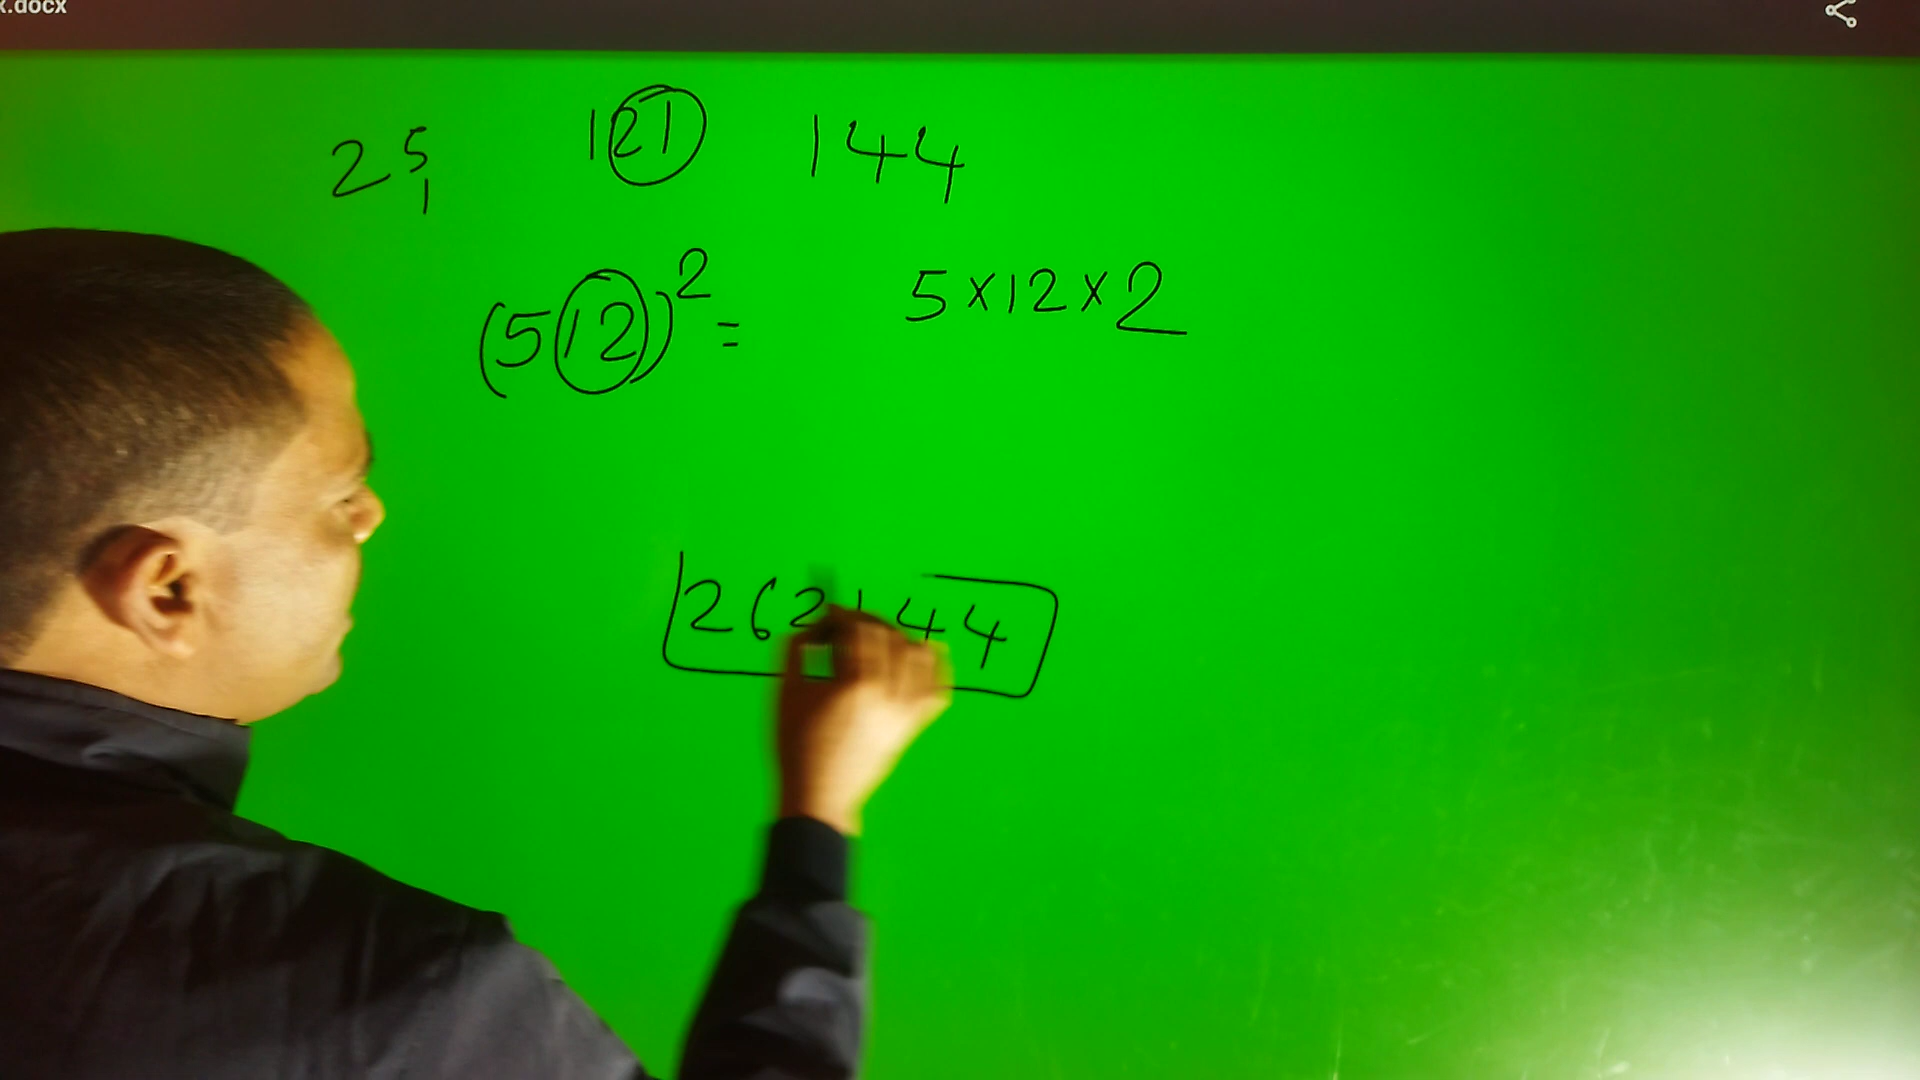 x.docx
25 121 144
1
(512)² = 5×12×2
262144